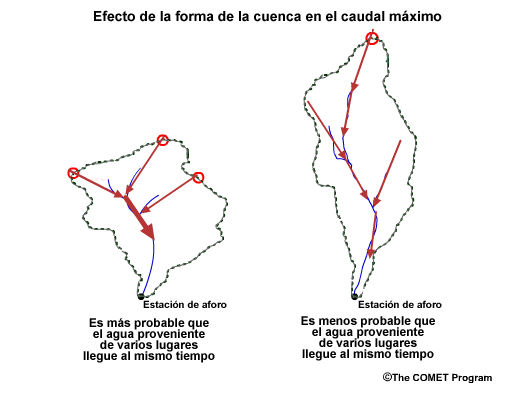 Efecto de la forma de la cuenca en el caudal máximo
Estación de aforo
Es más probable que
el agua proveniente
de varios lugares
llegue al mismo tiempo
Estación de aforo
Es menos probable que
el agua proveniente
de varios lugares
llegue al mismo tiempo
©The COMET Program